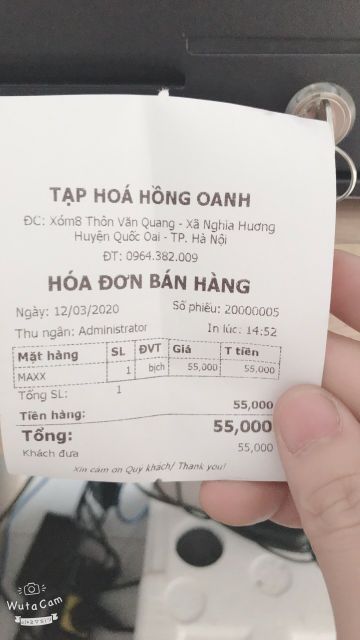 TẠP HOÁ HỒNG OANH
ĐC: Xóm8 Thôn Văn Quang - Xã Nghĩa Hương
Huyện Quốc Oai - TP. Hà Nội
ĐT: 0964.382.009
HÓA ĐƠN BÁN HÀNG
Ngày: 12/03/2020 Số phiếu: 20000005
Thu ngân: Administrator In lúc: 14:52
Mặt hàng SL ĐVT Giá T tiền
MAXX 1 bịch 55,000 55,000
Tổng SL: 1
Tiền hàng: 55,000
Tổng: 55,000
Khách đưa 55,000
Xin cảm ơn Quý khách/ Thank you!
WutaCam